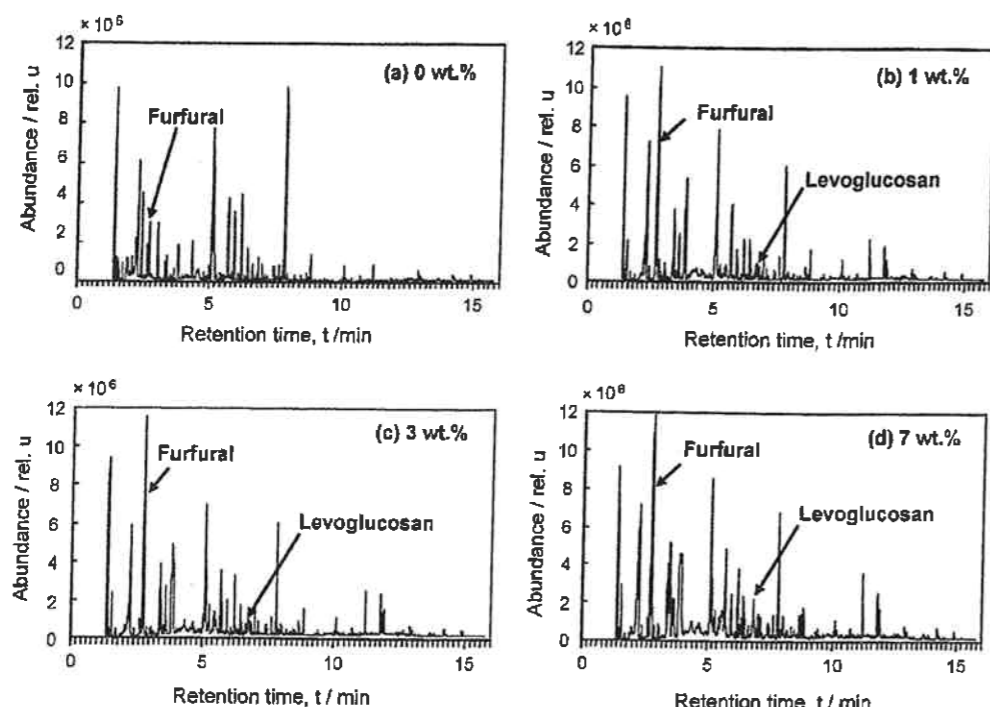 × 10⁶
12
10
8
6
4
2
0
Abundance / rel. u
(a) 0 wt.%
Furfural
0 5 10 15
Retention time, t /min
× 10⁶
12
10
8
6
4
2
0
Abundance / rel. u
(b) 1 wt.%
Furfural
Levoglucosan
0 5 10 15
Retention time, t /min
× 10⁶
12
10
8
6
4
2
0
Abundance / rel. u
(c) 3 wt.%
Furfural
Levoglucosan
0 5 10 15
Retention time, t / min
× 10⁶
12
10
8
6
4
2
0
Abundance / rel. u
(d) 7 wt.%
Furfural
Levoglucosan
0 5 10 15
Retention time, t / min